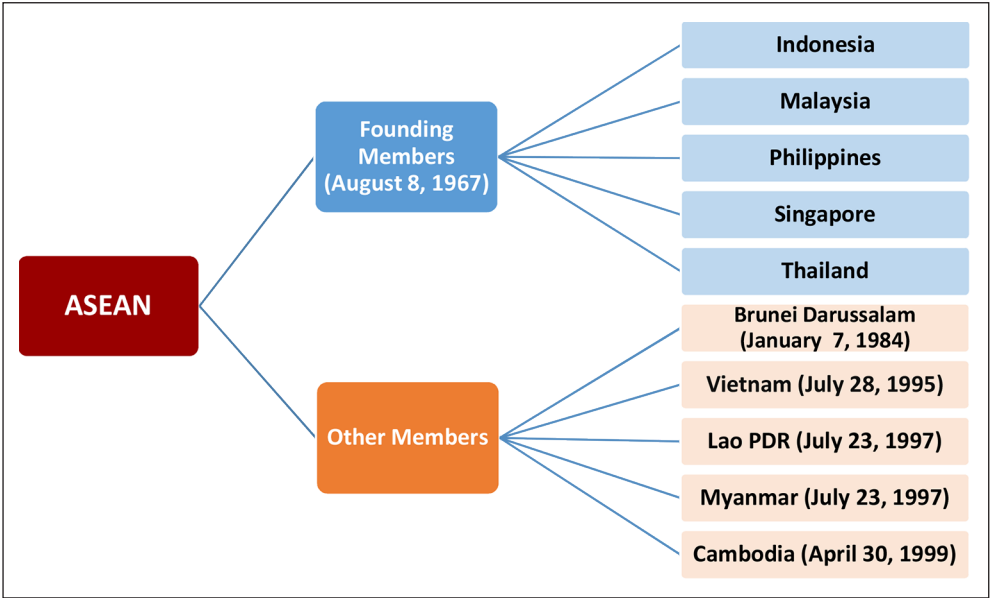 ASEAN
Founding
Members
(August 8, 1967)
Indonesia
Malaysia
Philippines
Singapore
Thailand
Other Members
Brunei Darussalam
(January  7, 1984)
Vietnam (July 28, 1995)
Lao PDR (July 23, 1997)
Myanmar (July 23, 1997)
Cambodia (April 30, 1999)